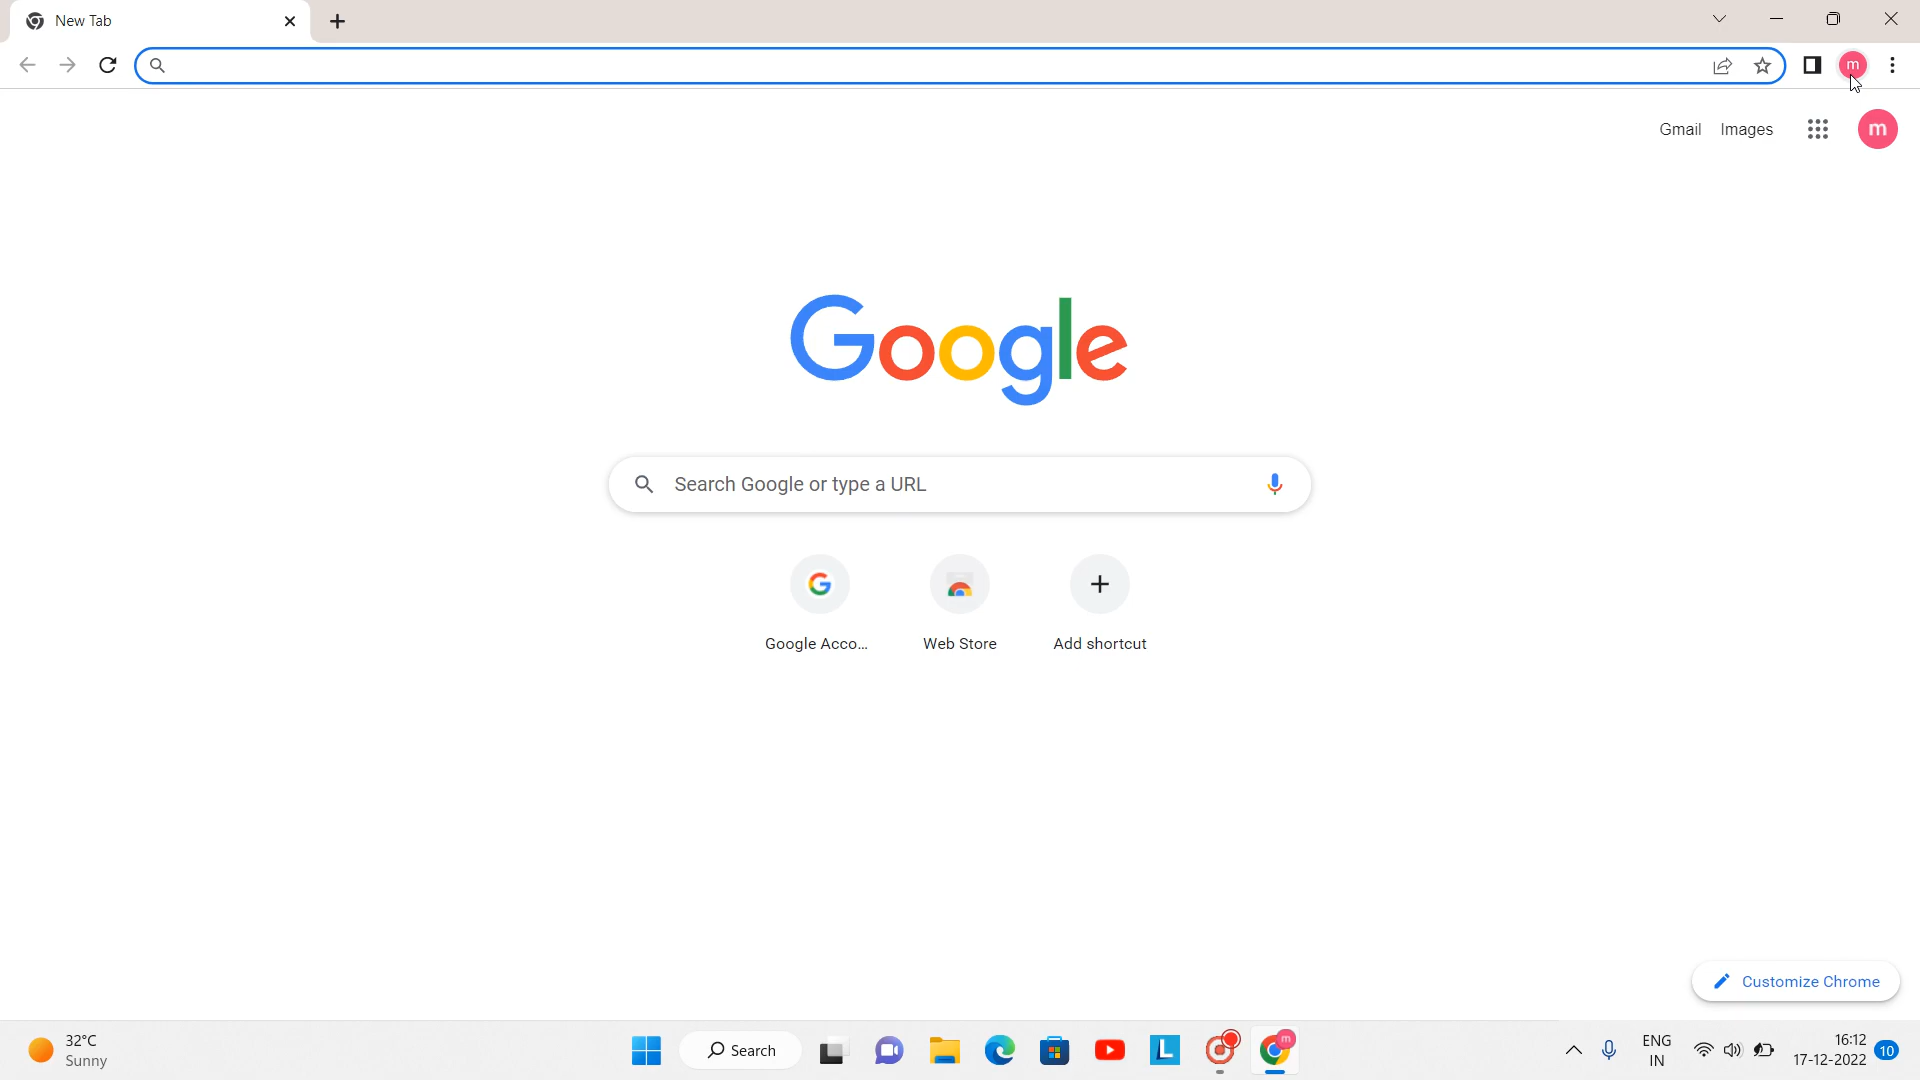 New Tab
m
Gmail
Images
m
Google
Search Google or type a URL
G
Google Acco...
Web Store
Add shortcut
Customize Chrome
32°C
Sunny
Search
L
m
ENG
IN
16:12
17-12-2022
10